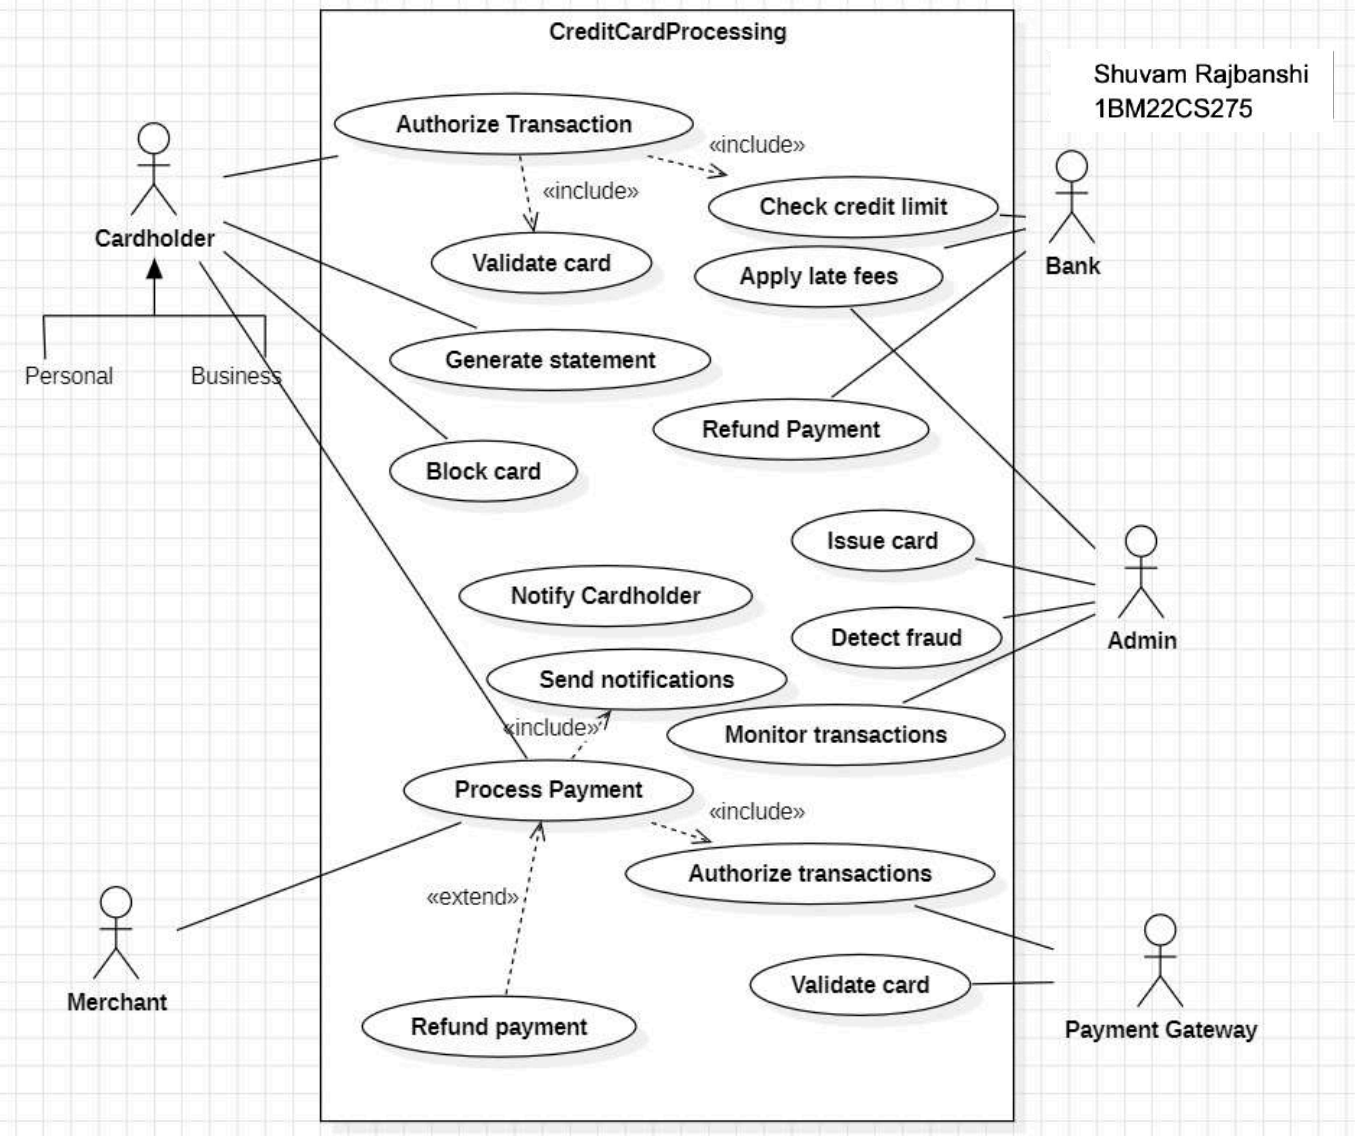 CreditCardProcessing
Shuvam Rajbanshi
1BM22CS275
Authorize Transaction
«include»
«include»
Check credit limit
Cardholder
Validate card
Bank
Apply late fees
Personal
Business
Generate statement
Refund Payment
Block card
Issue card
Notify Cardholder
Detect fraud
Admin
Send notifications
«include»
Monitor transactions
Process Payment
«include»
Authorize transactions
«extend»
Validate card
Merchant
Refund payment
Payment Gateway